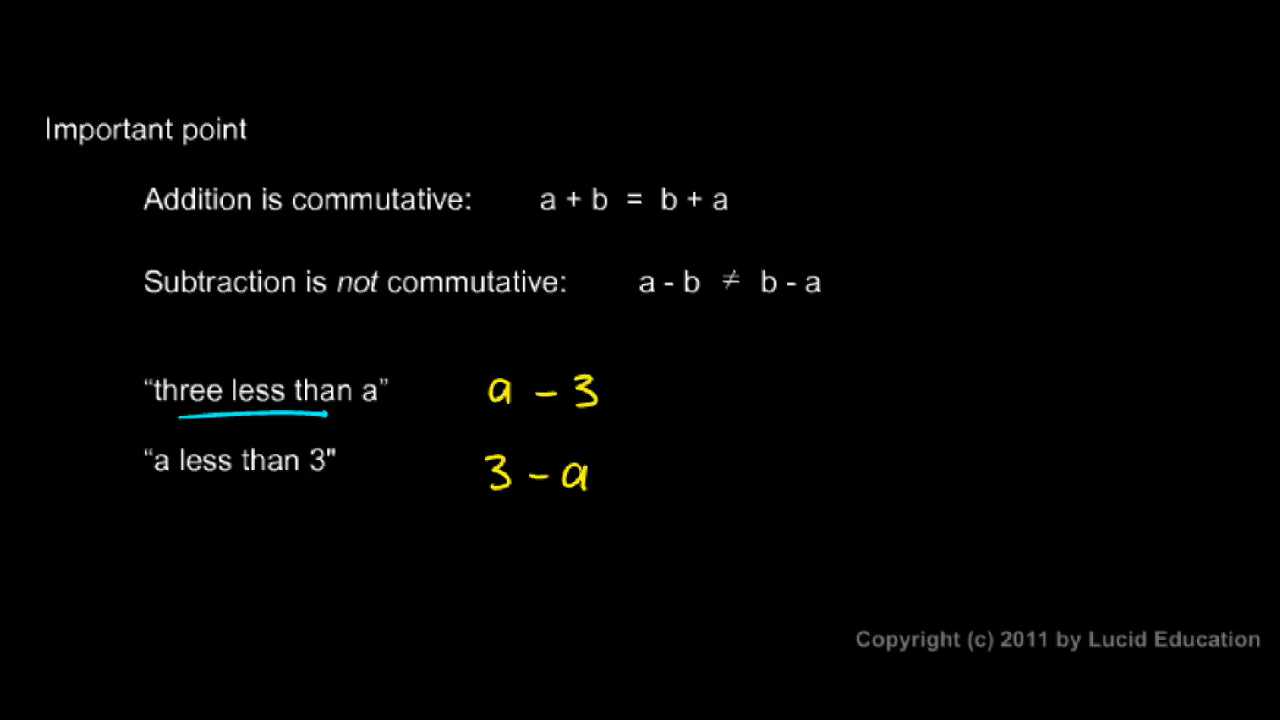 Important point
Addition is commutative: a + b = b + a
Subtraction is not commutative: a - b ≠ b - a
“three less than a” a - 3
“a less than 3" 3 - a
Copyright (c) 2011 by Lucid Education